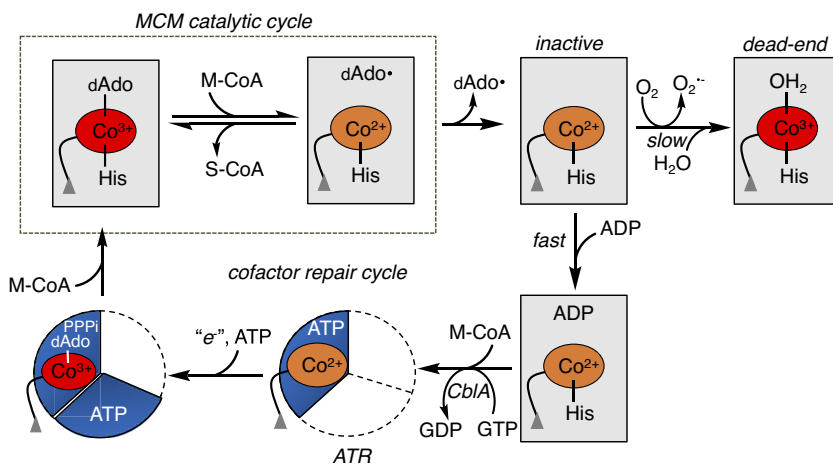 MCM catalytic cycle
inactive
dead-end
dAdo
Co3+
His
M-CoA
S-CoA
dAdo•
Co2+
His
dAdo•
Co2+
His
O2
O2•-
slow
H2O
OH2
Co3+
His
fast
ADP
M-CoA
cofactor repair cycle
PPPi
dAdo
Co3+
ATP
"e-", ATP
ATP
Co2+
ATR
M-CoA
CblA
GDP
GTP
ADP
Co2+
His